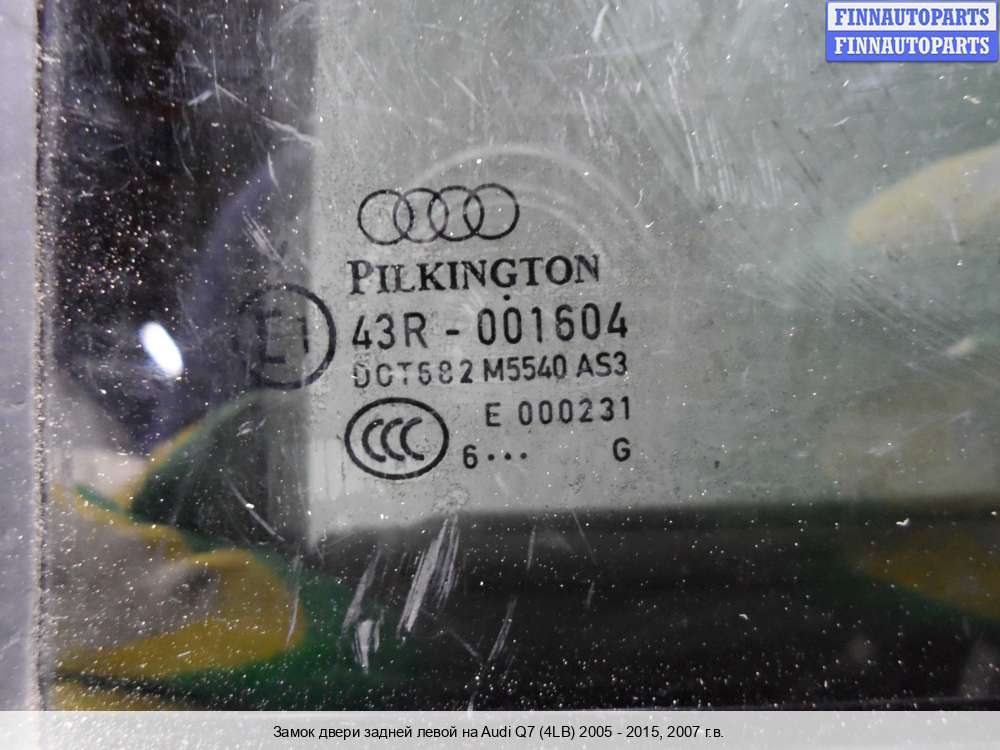 FINNAUTOPARTS
FINNAUTOPARTS
PILKINGTON
E1
43R - 001604
DOT682 M5540 AS3
CCC
E 000231
6··· G
Замок двери задней левой на Audi Q7 (4LB) 2005 - 2015, 2007 г.в.